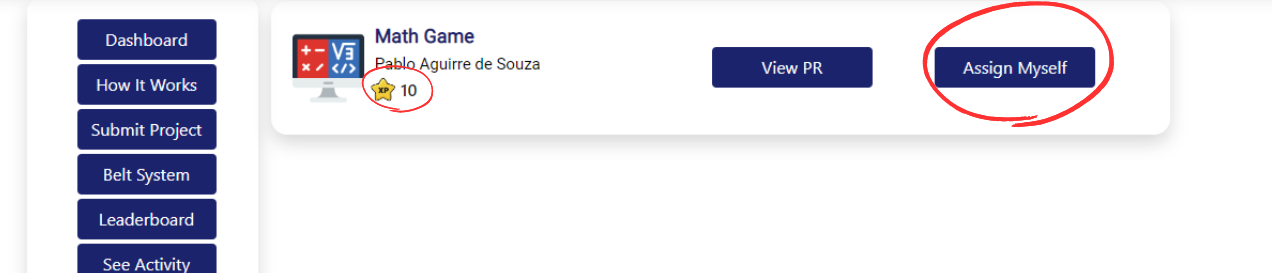 Dashboard
How It Works
Submit Project
Belt System
Leaderboard
See Activity
Math Game
Pablo Aguirre de Souza
XP 10
View PR
Assign Myself
+ - √3
× / </>